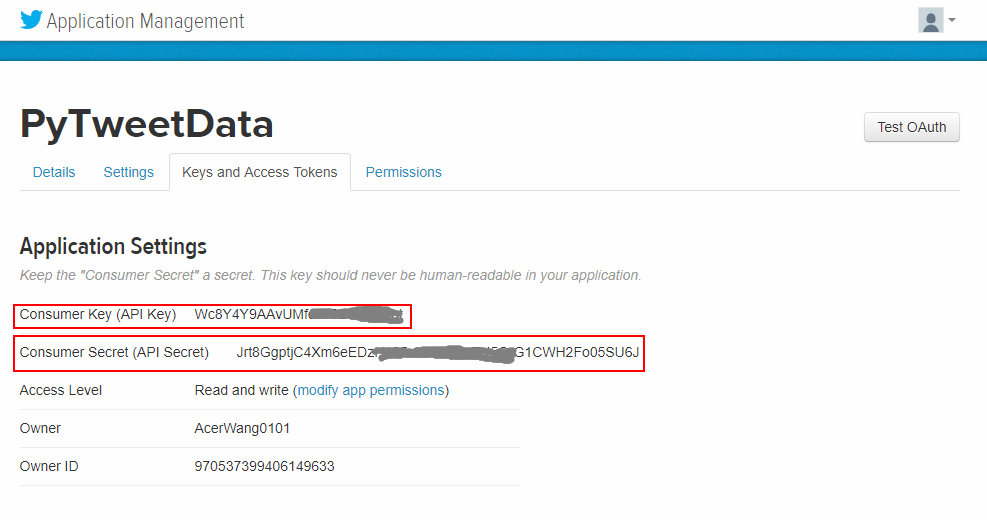 Application Management
PyTweetData
Test OAuth
Details Settings Keys and Access Tokens Permissions
Application Settings
Keep the "Consumer Secret" a secret. This key should never be human-readable in your application.
Consumer Key (API Key) Wc8Y4Y9AAvUMf
Consumer Secret (API Secret) Jrt8GgptjC4Xm6eEDz G1CWH2Fo05SU6J
Access Level Read and write (modify app permissions)
Owner AcerWang0101
Owner ID 970537399406149633